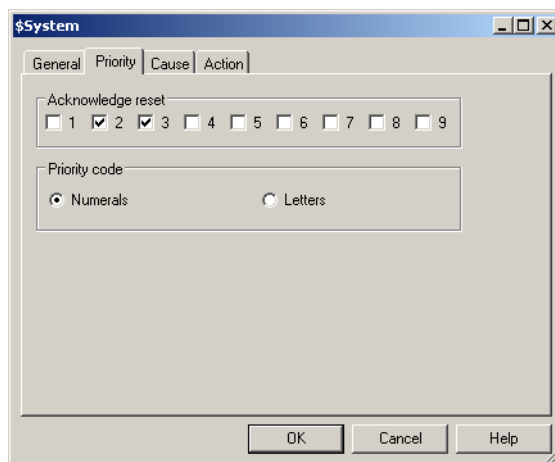 $System
General Priority Cause Action
Acknowledge reset
1 2 3 4 5 6 7 8 9
Priority code
Numerals Letters
OK Cancel Help